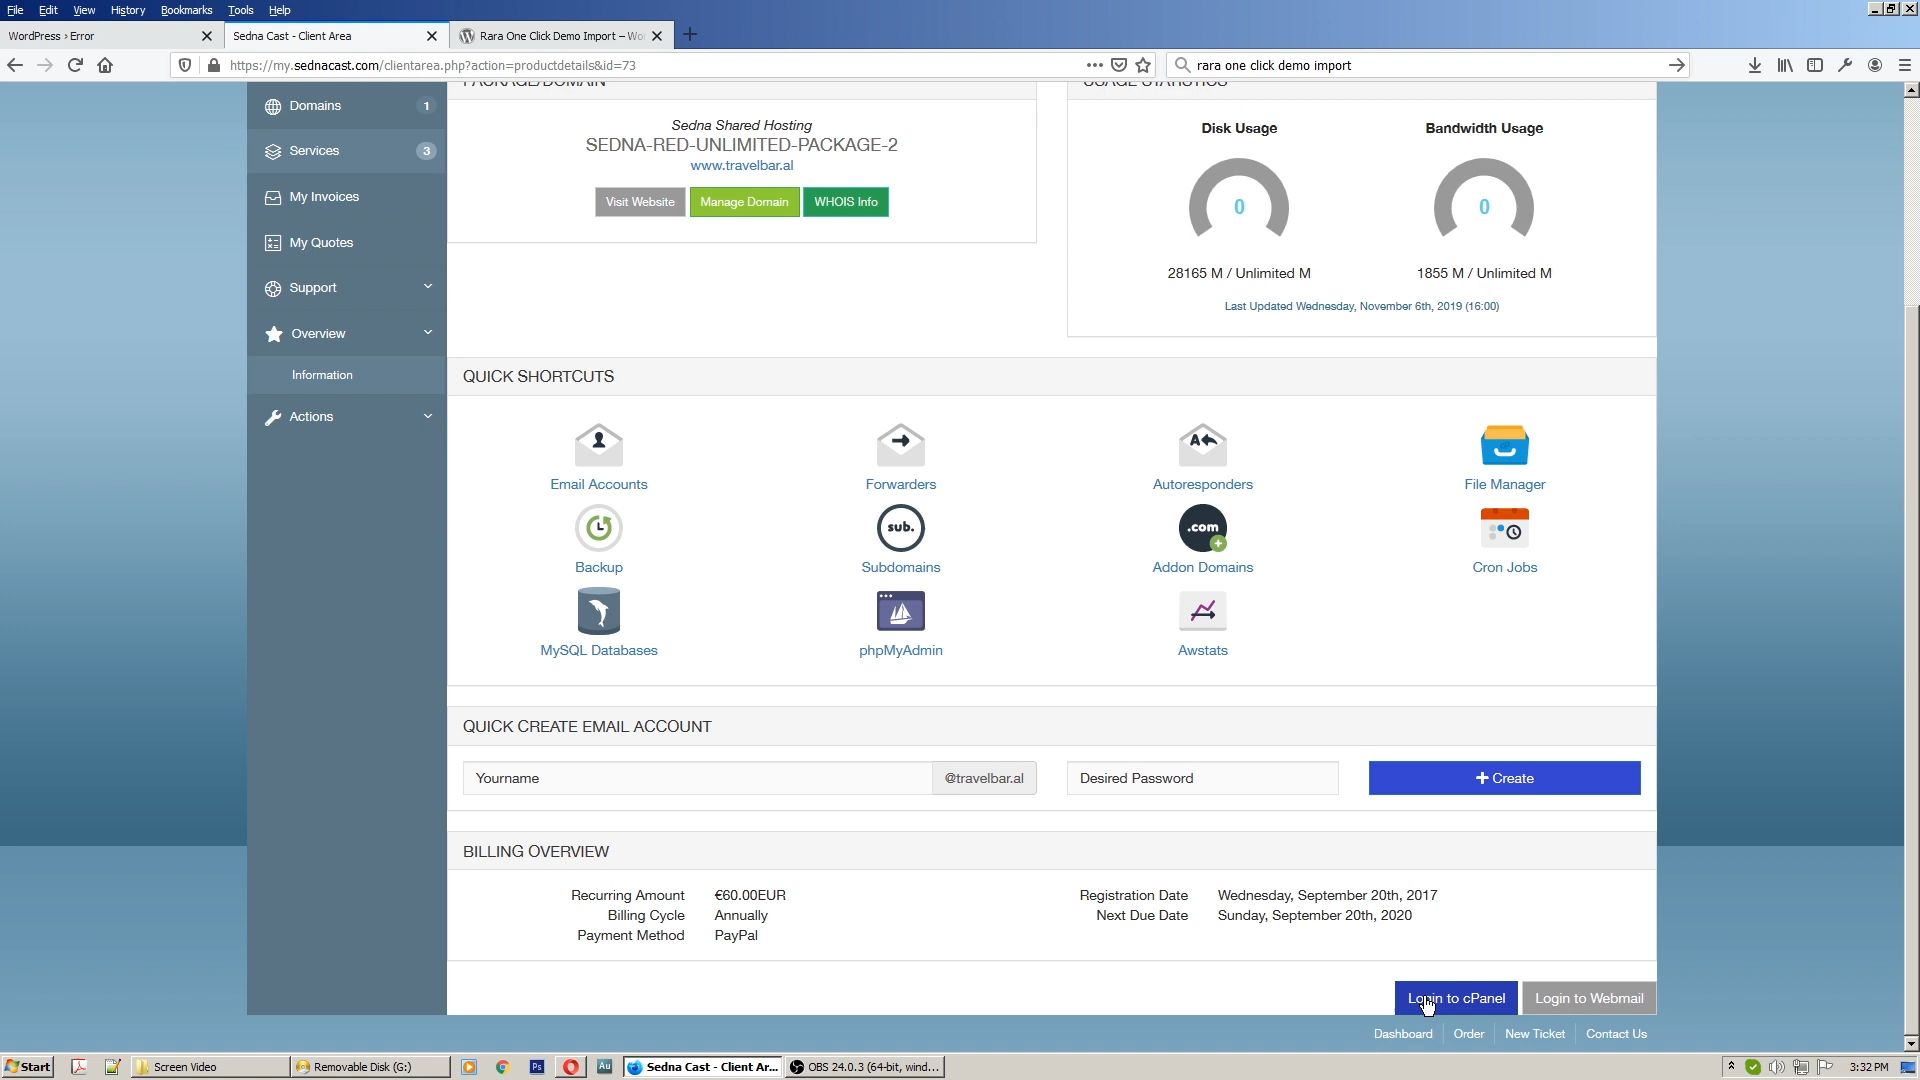 File Edit View History Bookmarks Tools Help
WordPress › Error
Sedna Cast - Client Area
Rara One Click Demo Import – Wo
https://my.sednacast.com/clientarea.php?action=productdetails&id=73
rara one click demo import
Domains 1
Services 3
My Invoices
My Quotes
Support
Overview
Information
Actions
PACKAGE/DOMAIN
Sedna Shared Hosting
SEDNA-RED-UNLIMITED-PACKAGE-2
www.travelbar.al
Visit Website Manage Domain WHOIS Info
USAGE STATISTICS
Disk Usage Bandwidth Usage
0 0
28165 M / Unlimited M 1855 M / Unlimited M
Last Updated Wednesday, November 6th, 2019 (16:00)
QUICK SHORTCUTS
A
Email Accounts Forwarders Autoresponders File Manager
sub. .com
Backup Subdomains Addon Domains Cron Jobs
MySQL Databases phpMyAdmin Awstats
QUICK CREATE EMAIL ACCOUNT
Yourname @travelbar.al Desired Password + Create
BILLING OVERVIEW
Recurring Amount €60.00EUR Registration Date Wednesday, September 20th, 2017
Billing Cycle Annually Next Due Date Sunday, September 20th, 2020
Payment Method PayPal
Login to cPanel Login to Webmail
Dashboard Order New Ticket Contact Us
Start Screen Video Removable Disk (G:) Ps Au Sedna Cast - Client Ar... OBS 24.0.3 (64-bit, wind... 3:32 PM